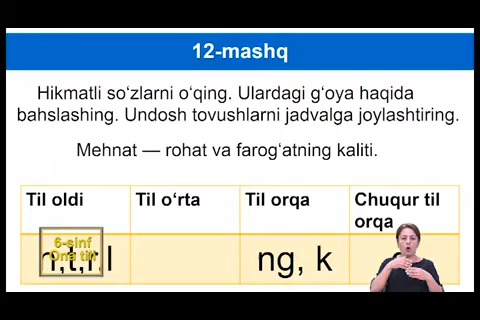 12-mashq
Hikmatli so‘zlarni o‘qing. Ulardagi g‘oya haqida
bahslashing. Undosh tovushlarni jadvalga joylashtiring.
Mehnat — rohat va farog‘atning kaliti.
Til oldi Til o‘rta Til orqa Chuqur til
orqa
6-sinf
Ona tili
ng, k